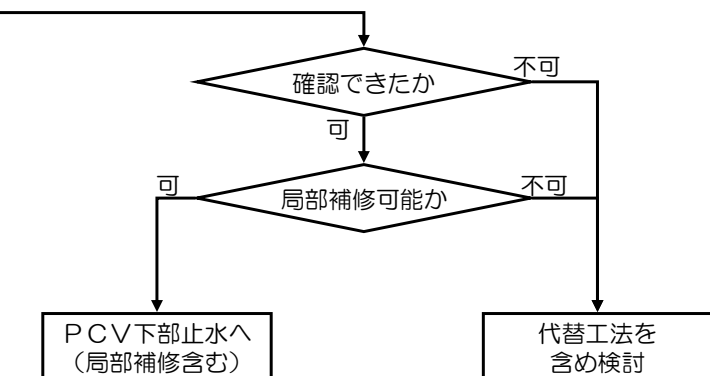 確認できたか
不可
可
可
局部補修可能か
不可
ＰＣＶ下部止水へ
（局部補修含む）
代替工法を
含め検討